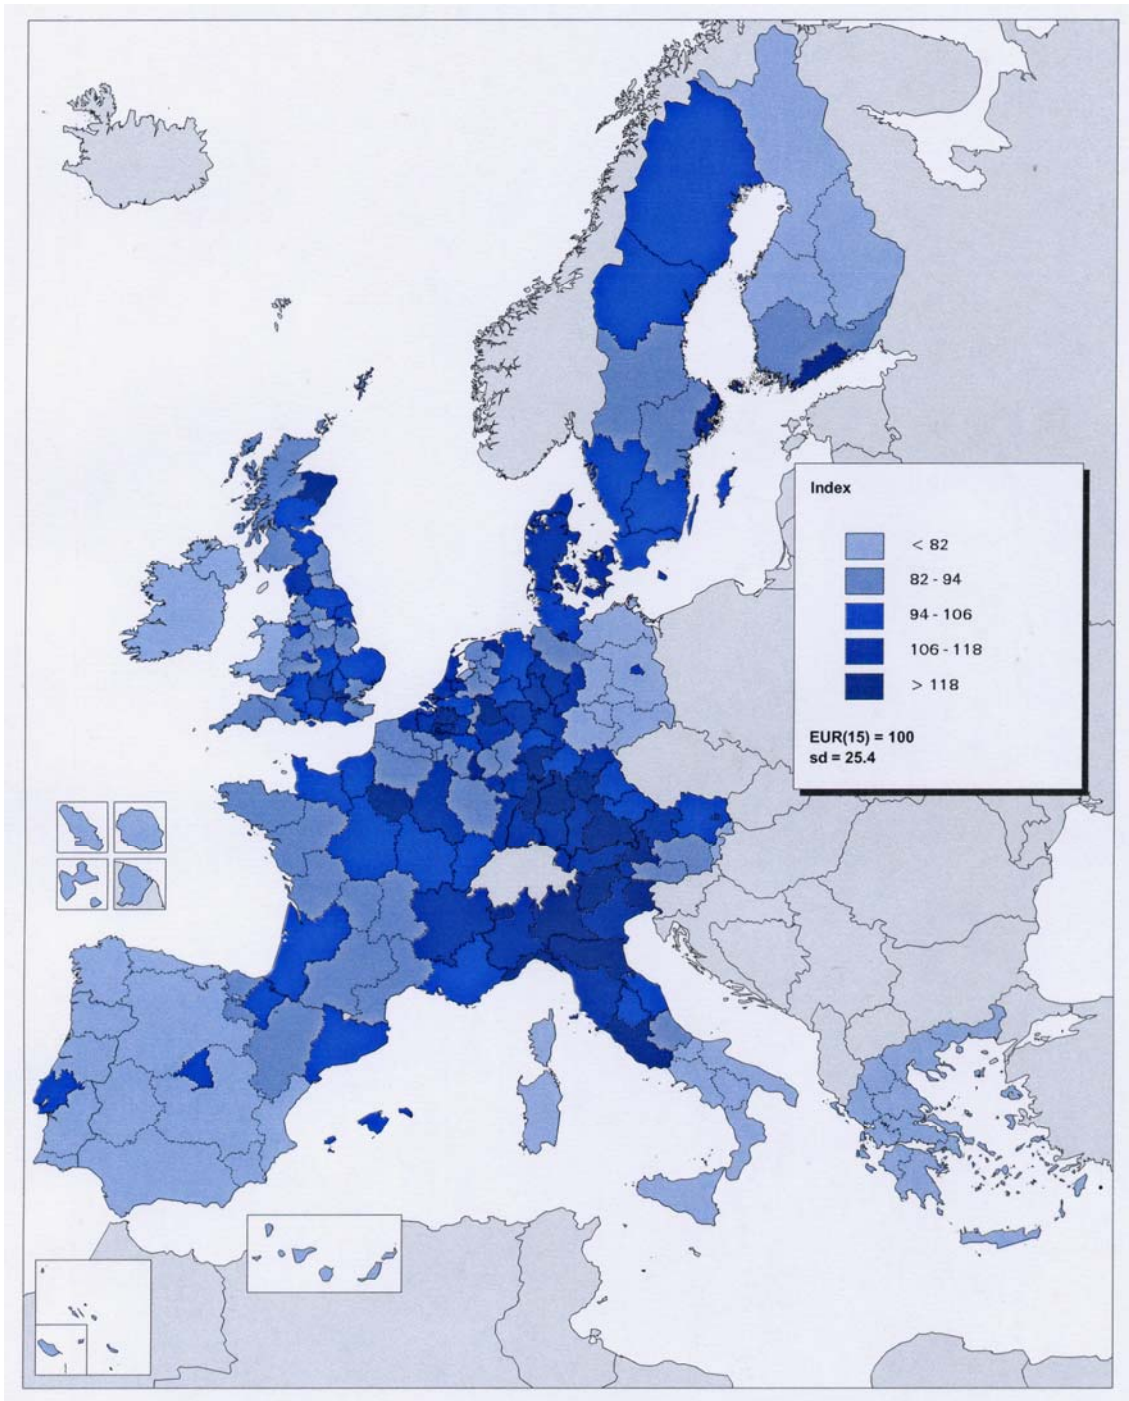 Index
< 82
82 - 94
94 - 106
106 - 118
> 118
EUR(15) = 100
sd = 25.4